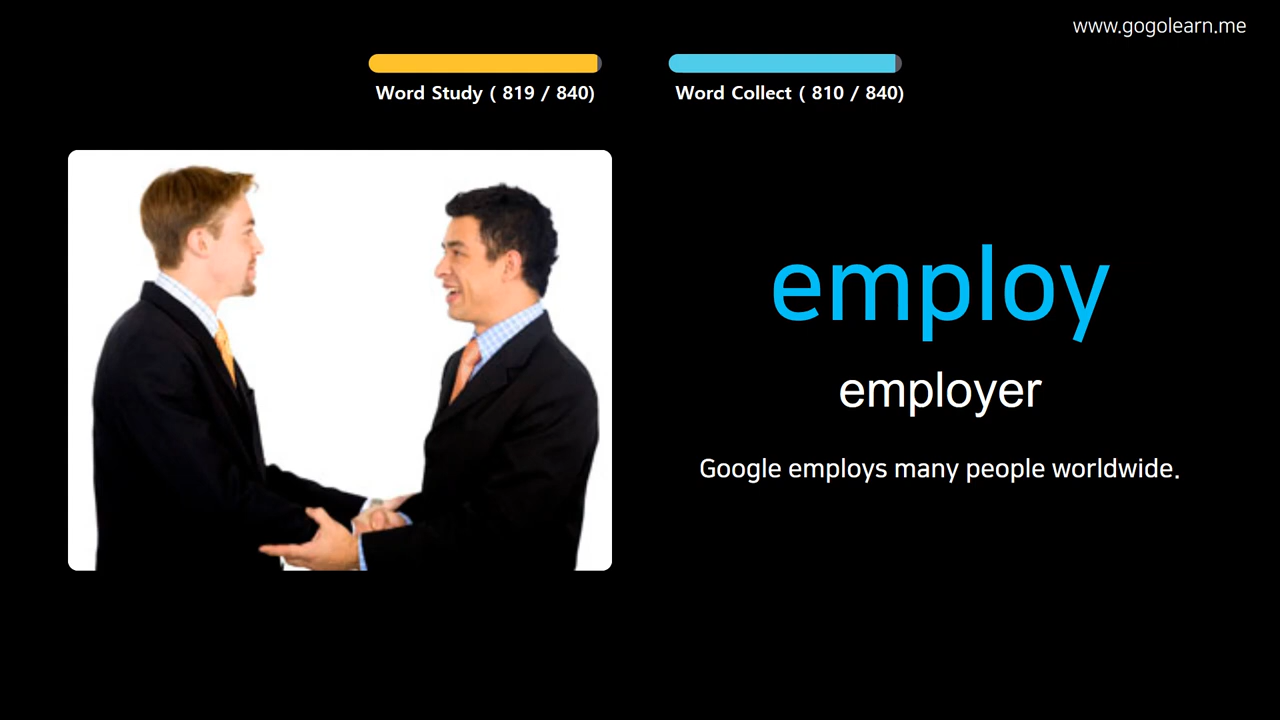 www.gogolearn.me
Word Study ( 819 / 840)
Word Collect ( 810 / 840)
employ
employer
Google employs many people worldwide.